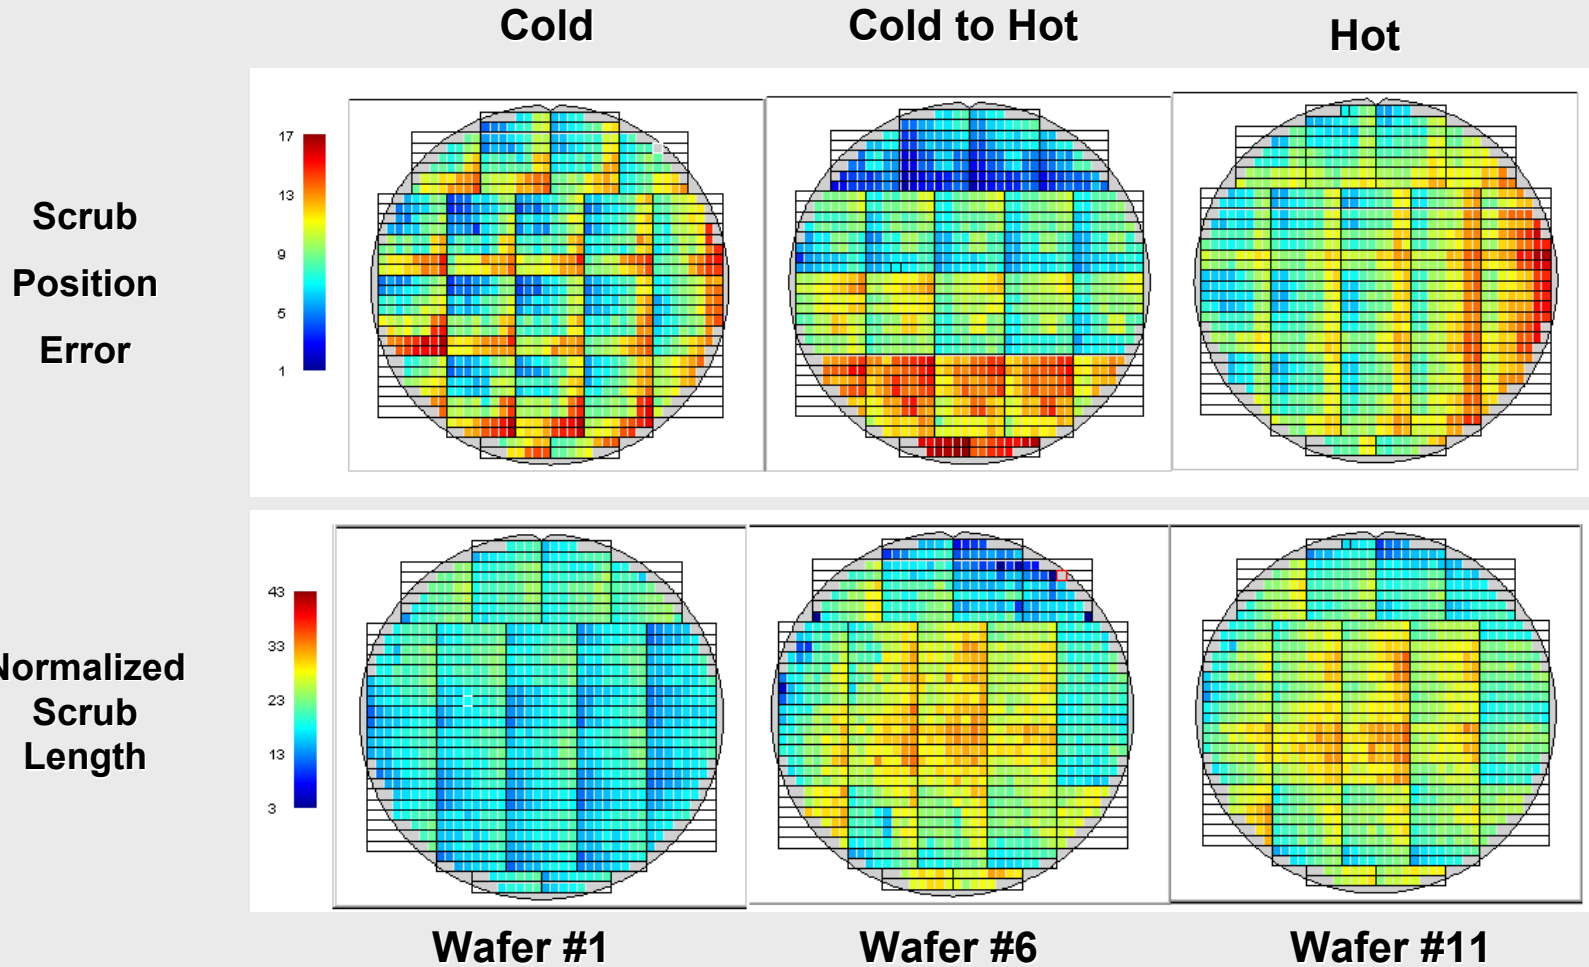 Cold
Cold to Hot
Hot
Scrub
Position
Error
17
13
9
5
1
Normalized
Scrub
Length
43
33
23
13
3
Wafer #1
Wafer #6
Wafer #11